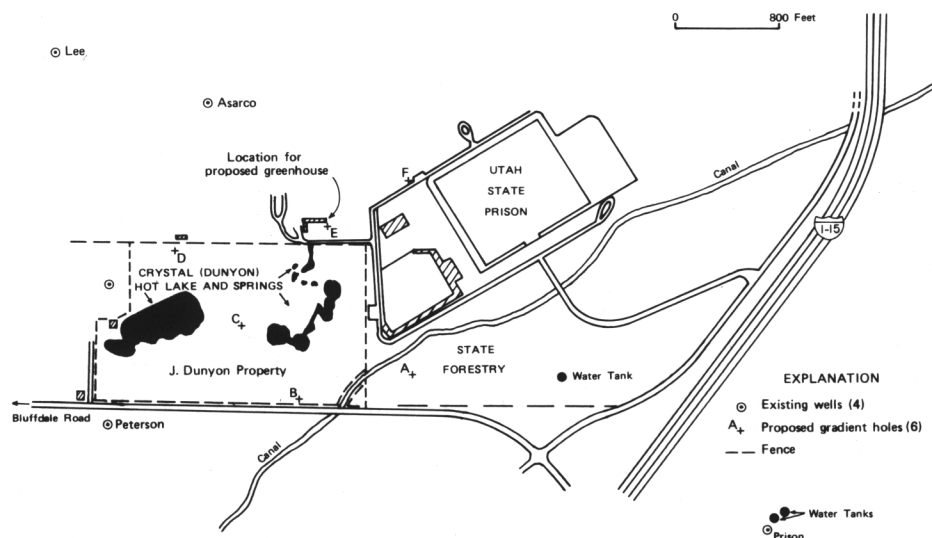 0 800 Feet
Lee
Asarco
Location for
proposed greenhouse
F
UTAH
STATE
PRISON
Canal
E
I-15
D
CRYSTAL (DUNYON)
HOT LAKE AND SPRINGS
C
STATE
FORESTRY
J. Dunyon Property
A
Water Tank
B
EXPLANATION
Existing wells (4)
A Proposed gradient holes (6)
Fence
Bluffdale Road
Peterson
Canal
Water Tanks
Prison